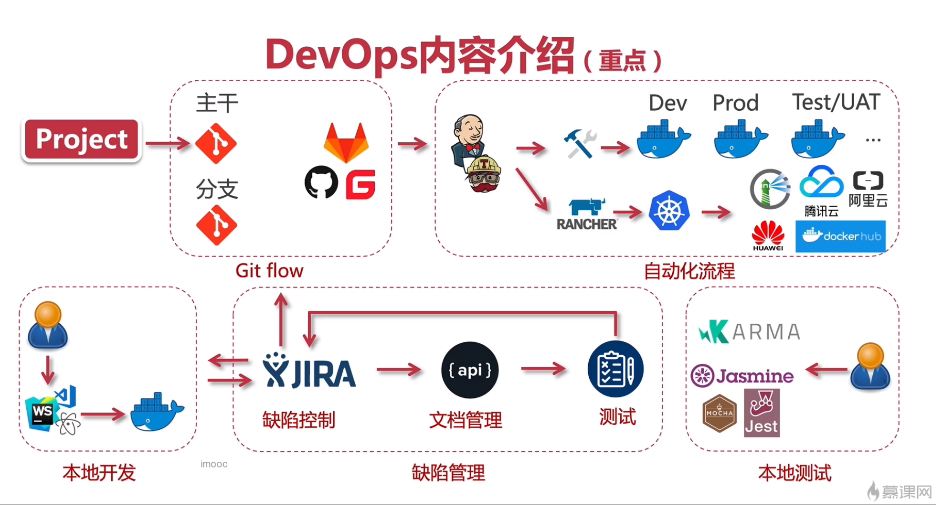 DevOps内容介绍(重点)
Project
主干
分支
Git flow
Dev
Prod
Test/UAT
...
T
RANCHER
腾讯云
阿里云
HUAWEI
dockerhub
自动化流程
WS
本地开发
JIRA
缺陷控制
{api}
文档管理
测试
缺陷管理
imooc
KARMA
Jasmine
MOCHA
Jest
本地测试
慕课网